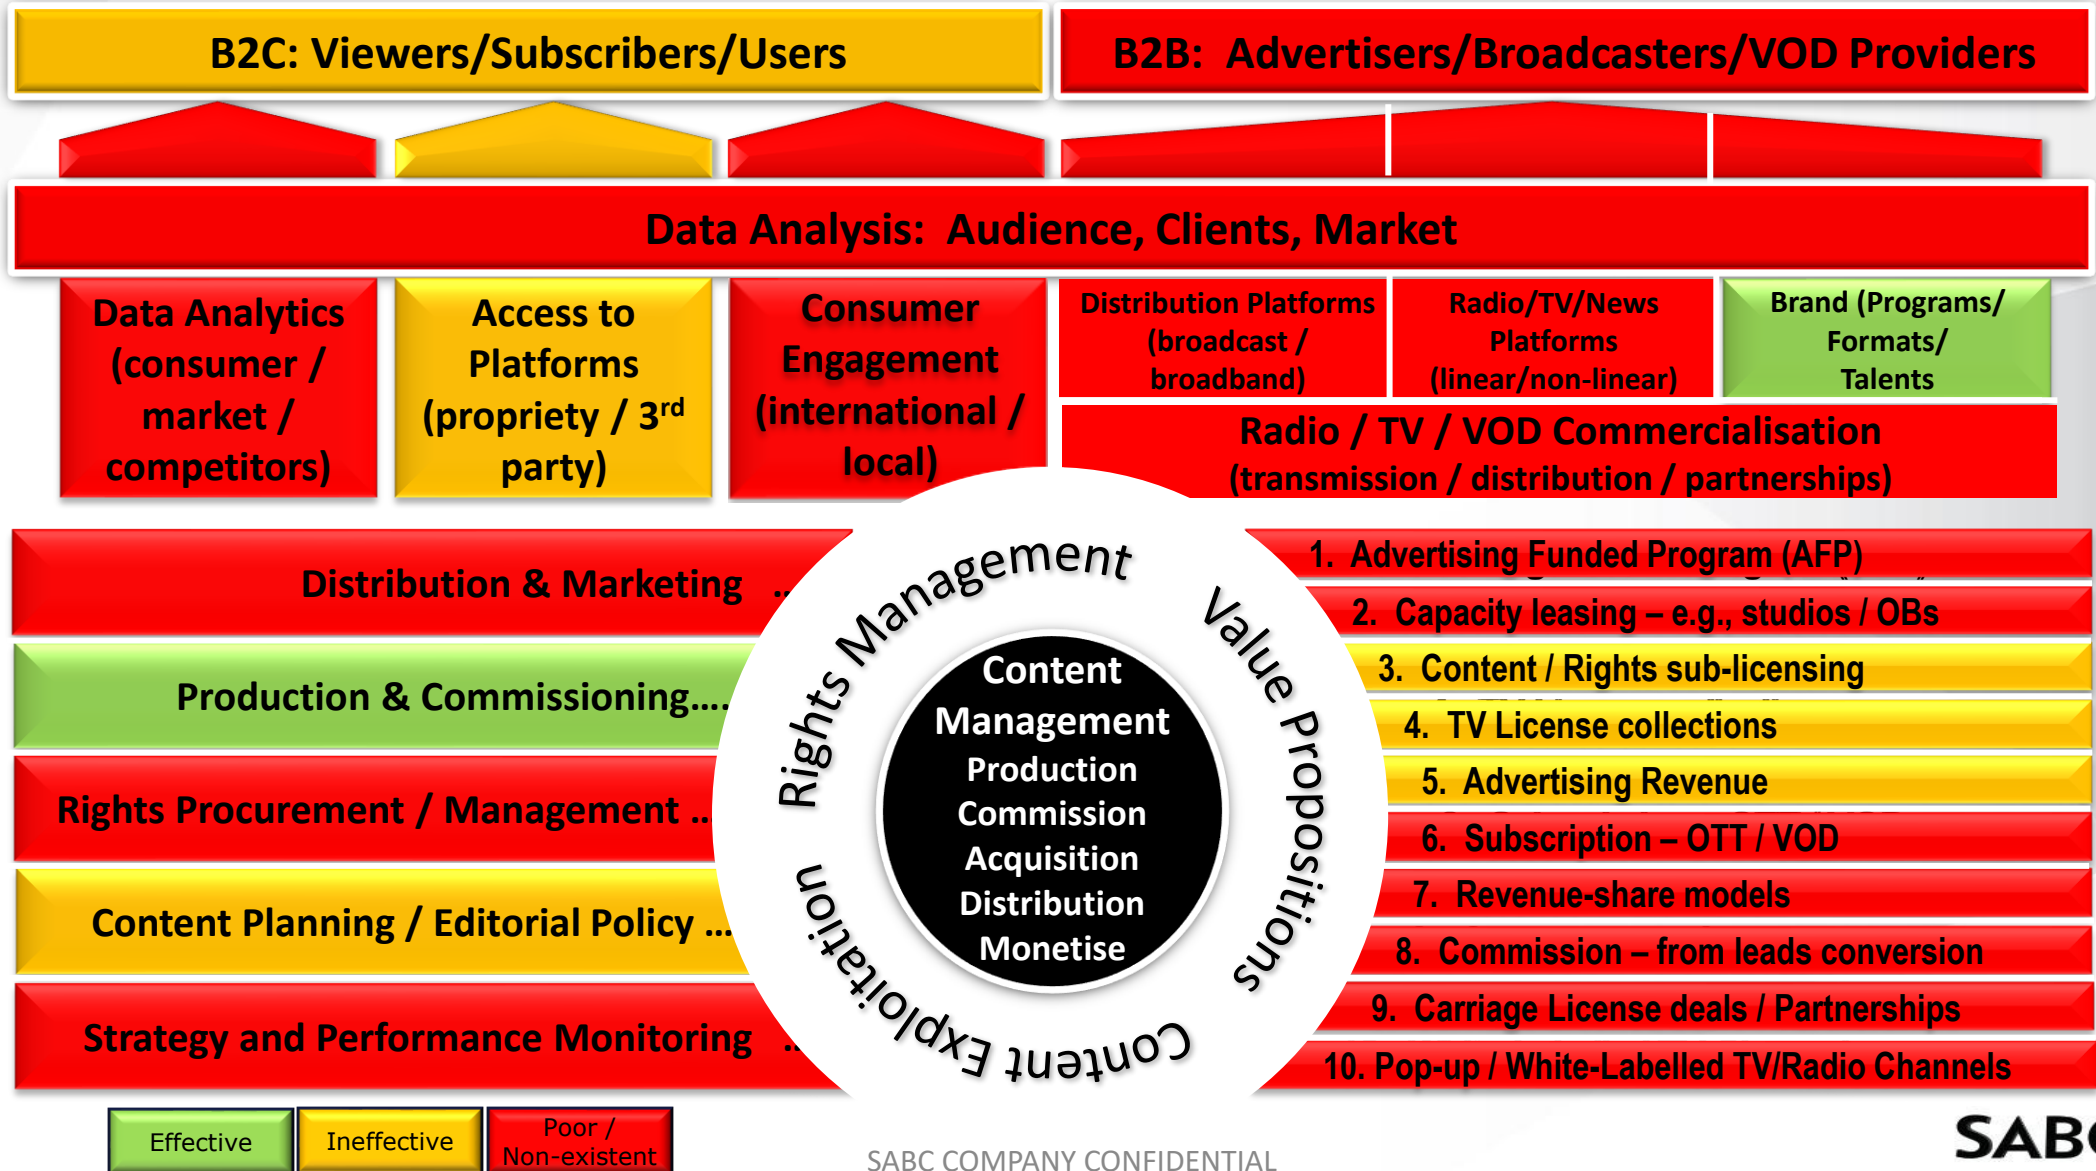 B2C: Viewers/Subscribers/Users
B2B: Advertisers/Broadcasters/VOD Providers
Data Analysis: Audience, Clients, Market
Data Analytics
(consumer /
market /
competitors)
Access to
Platforms
(propriety / 3rd
party)
Consumer
Engagement
(international /
local)
Distribution Platforms
(broadcast /
broadband)
Radio/TV/News
Platforms
(linear/non-linear)
Brand (Programs/
Formats/
Talents
Radio / TV / VOD Commercialisation
(transmission / distribution / partnerships)
Distribution & Marketing ..
Production & Commissioning....
Rights Procurement / Management ..
Content Planning / Editorial Policy ...
Strategy and Performance Monitoring ..
Rights Management
Value Propositions
Content Exploitation
Content
Management
Production
Commission
Acquisition
Distribution
Monetise
1. Advertising Funded Program (AFP)
2. Capacity leasing – e.g., studios / OBs
3. Content / Rights sub-licensing
4. TV License collections
5. Advertising Revenue
6. Subscription – OTT / VOD
7. Revenue-share models
8. Commission – from leads conversion
9. Carriage License deals / Partnerships
10. Pop-up / White-Labelled TV/Radio Channels
Effective
Ineffective
Poor /
Non-existent
SABC COMPANY CONFIDENTIAL
SABC